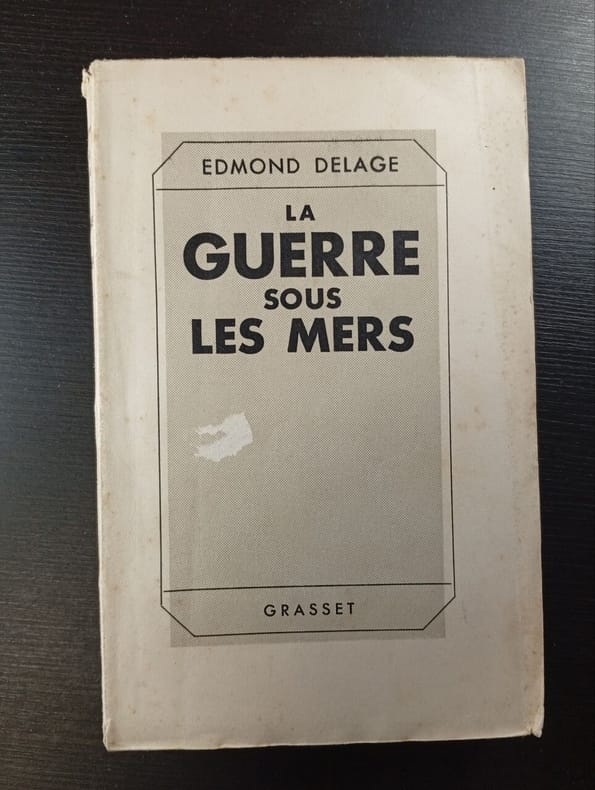 EDMOND DELAGE
LA
GUERRE
SOUS
LES MERS
GRASSET